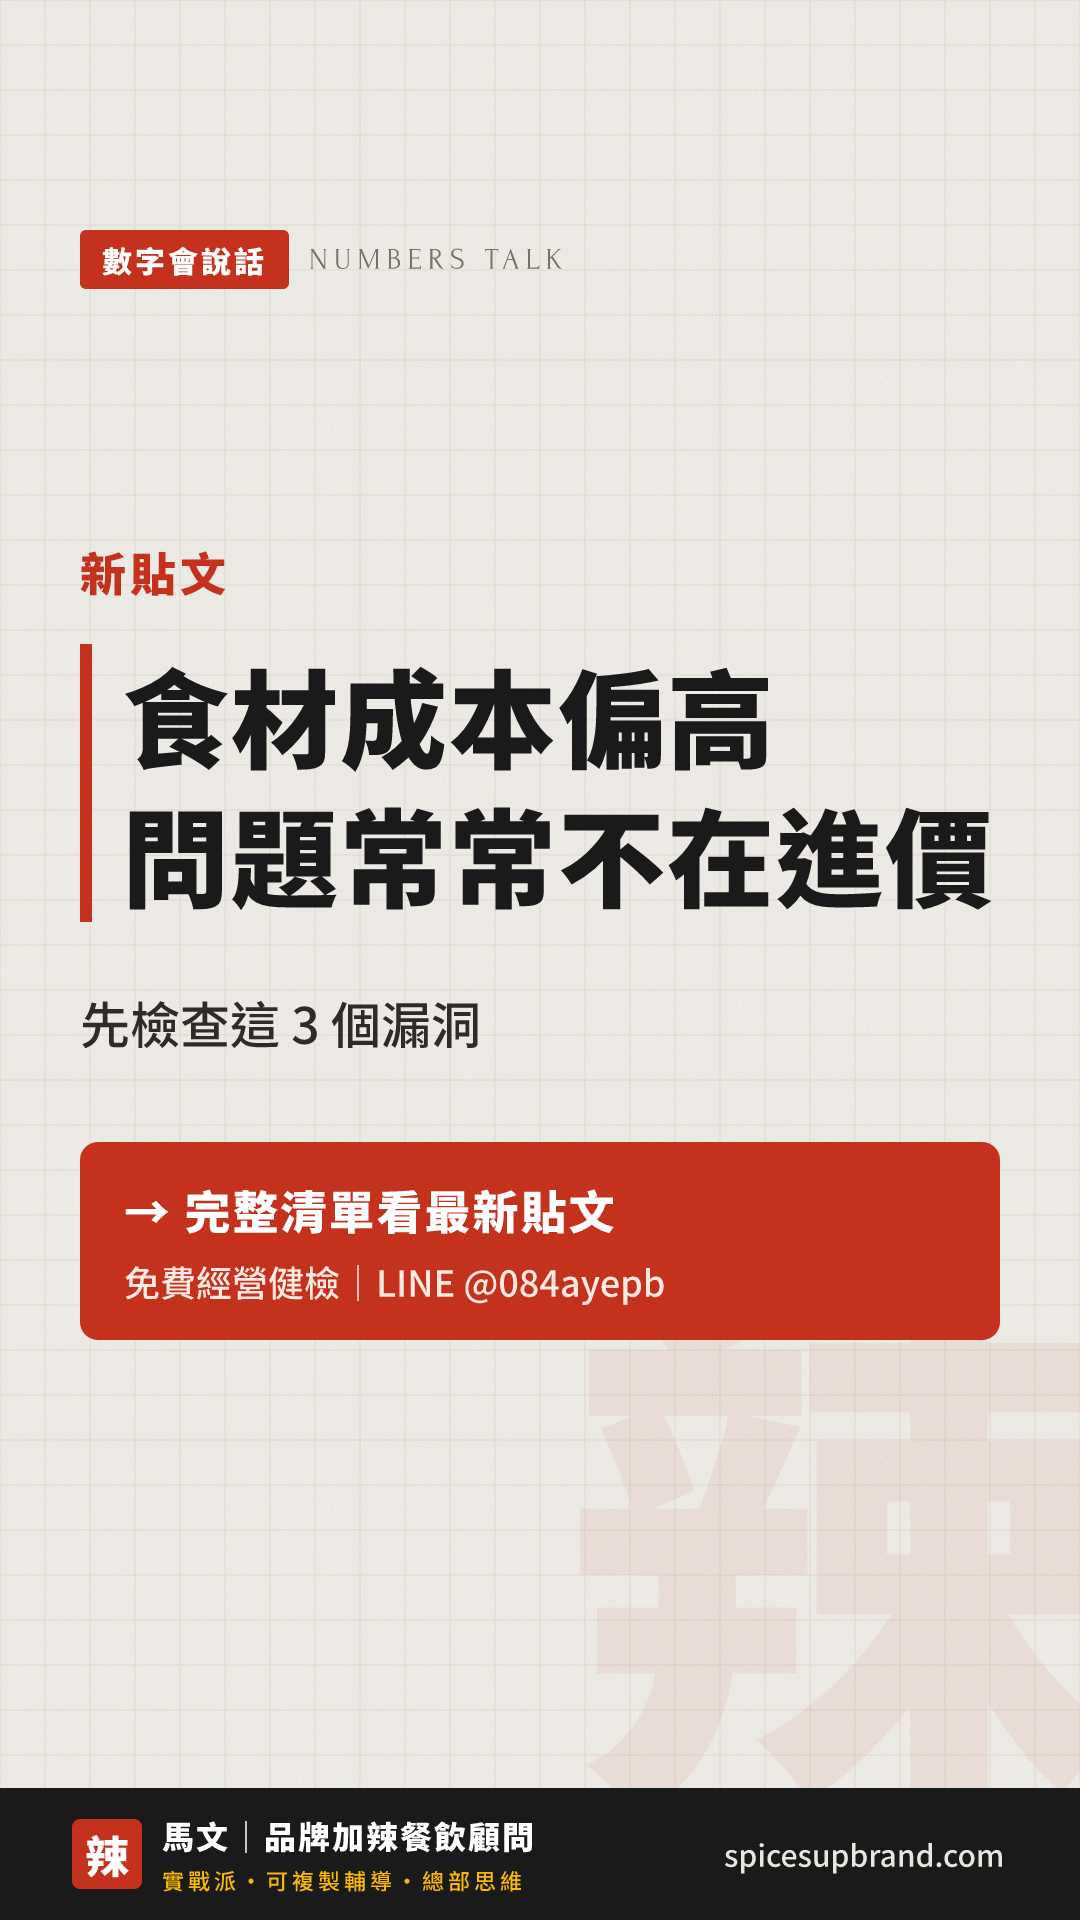 數字會說話 NUMBERS TALK
新貼文
食材成本偏高
問題常常不在進價
先檢查這 3 個漏洞
→ 完整清單看最新貼文
免費經營健檢｜LINE @084ayepb
辣
辣
馬文｜品牌加辣餐飲顧問
實戰派・可複製輔導・總部思維
spicesupbrand.com